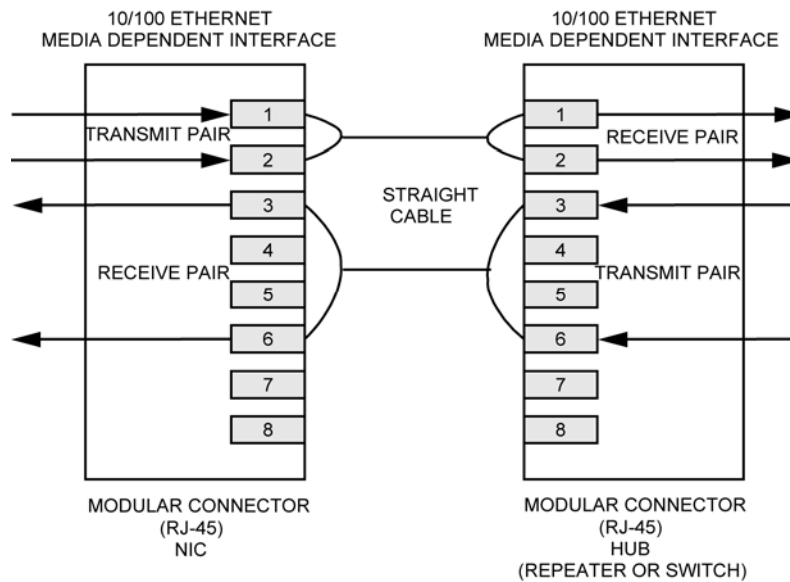 10/100 ETHERNET
MEDIA DEPENDENT INTERFACE
1
TRANSMIT PAIR
2
3
4
RECEIVE PAIR
5
6
7
8
MODULAR CONNECTOR
(RJ-45)
NIC
STRAIGHT
CABLE
10/100 ETHERNET
MEDIA DEPENDENT INTERFACE
1
RECEIVE PAIR
2
3
4
TRANSMIT PAIR
5
6
7
8
MODULAR CONNECTOR
(RJ-45)
HUB
(REPEATER OR SWITCH)